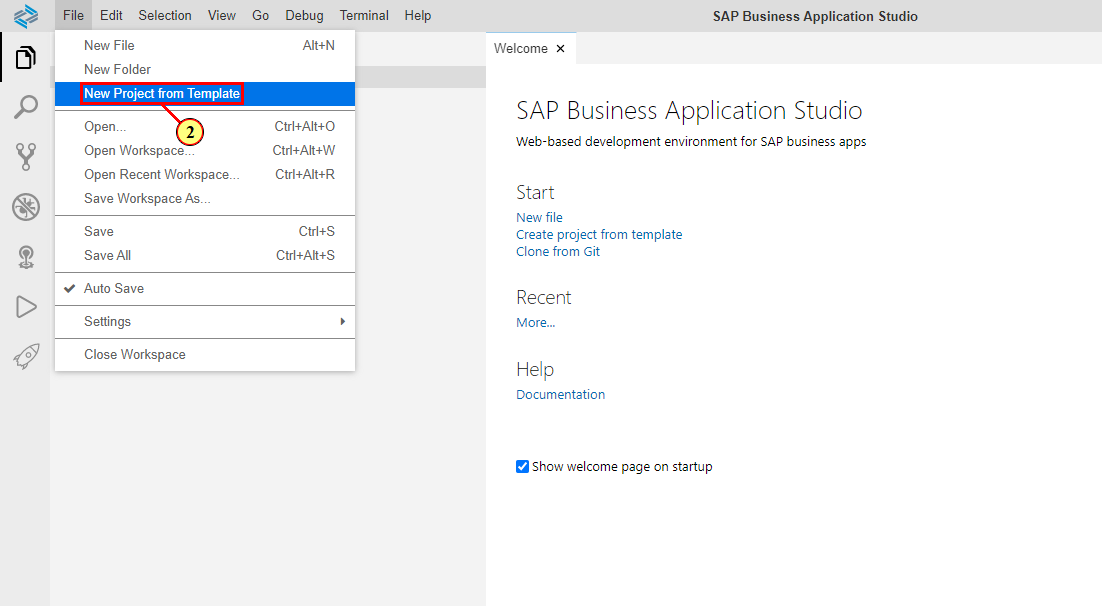 File Edit Selection View Go Debug Terminal Help SAP Business Application Studio
New File Alt+N
New Folder
New Project from Template
2
Open... Ctrl+Alt+O
Open Workspace... Ctrl+Alt+W
Open Recent Workspace... Ctrl+Alt+R
Save Workspace As...
Save Ctrl+S
Save All Ctrl+Alt+S
Auto Save
Settings
Close Workspace
Welcome
SAP Business Application Studio
Web-based development environment for SAP business apps
Start
New file
Create project from template
Clone from Git
Recent
More...
Help
Documentation
Show welcome page on startup